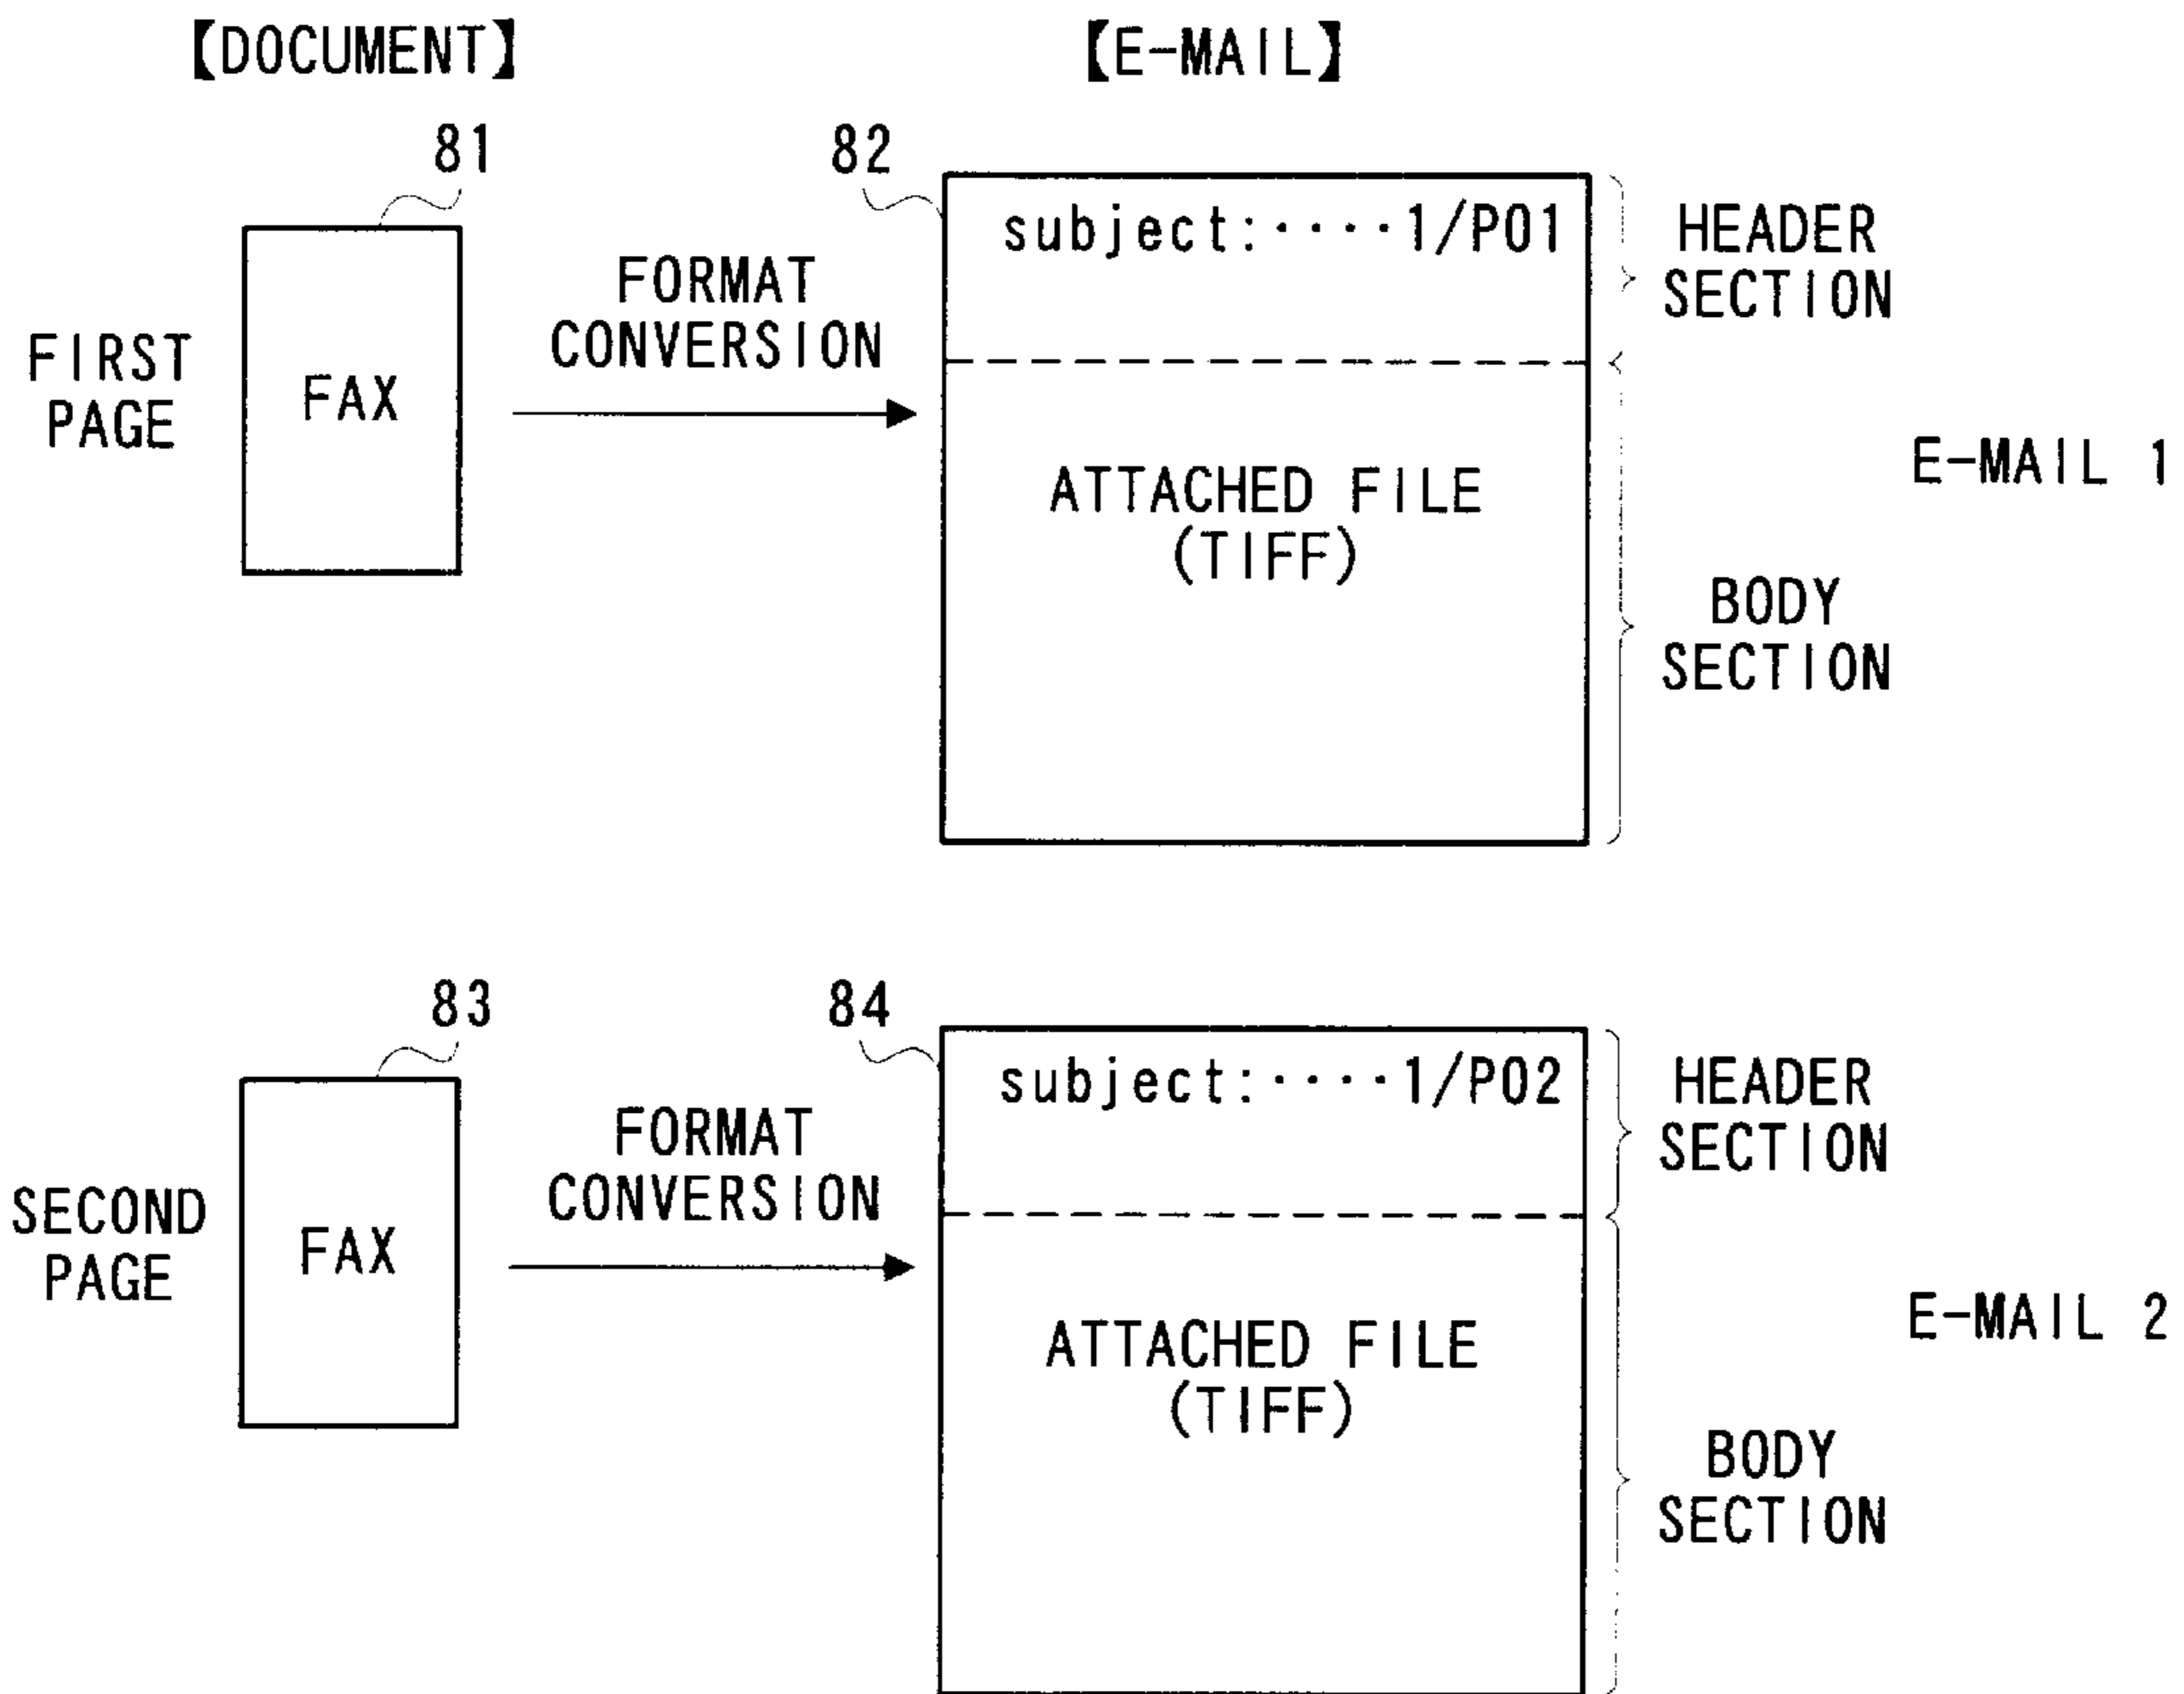 【DOCUMENT】
【E-MAIL】
81
82
subject:････1/P01
HEADER
SECTION
FORMAT
CONVERSION
FIRST
PAGE
FAX
ATTACHED FILE
(TIFF)
E-MAIL 1
BODY
SECTION
83
84
subject:････1/P02
HEADER
SECTION
FORMAT
CONVERSION
SECOND
PAGE
FAX
ATTACHED FILE
(TIFF)
E-MAIL 2
BODY
SECTION